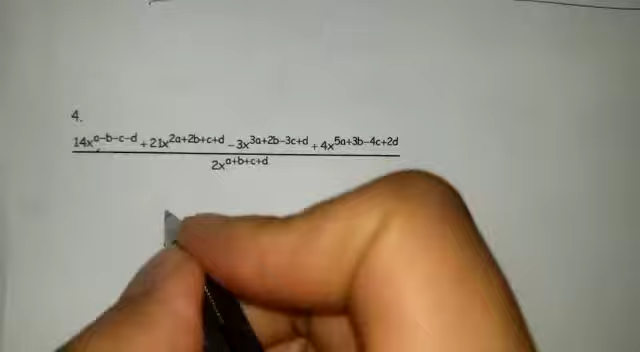 4.
14x^{a-b-c-d} + 21x^{2a+2b+c+d} - 3x^{3a+2b-3c+d} + 4x^{5a+3b-4c+2d}
2x^{a+b+c+d}